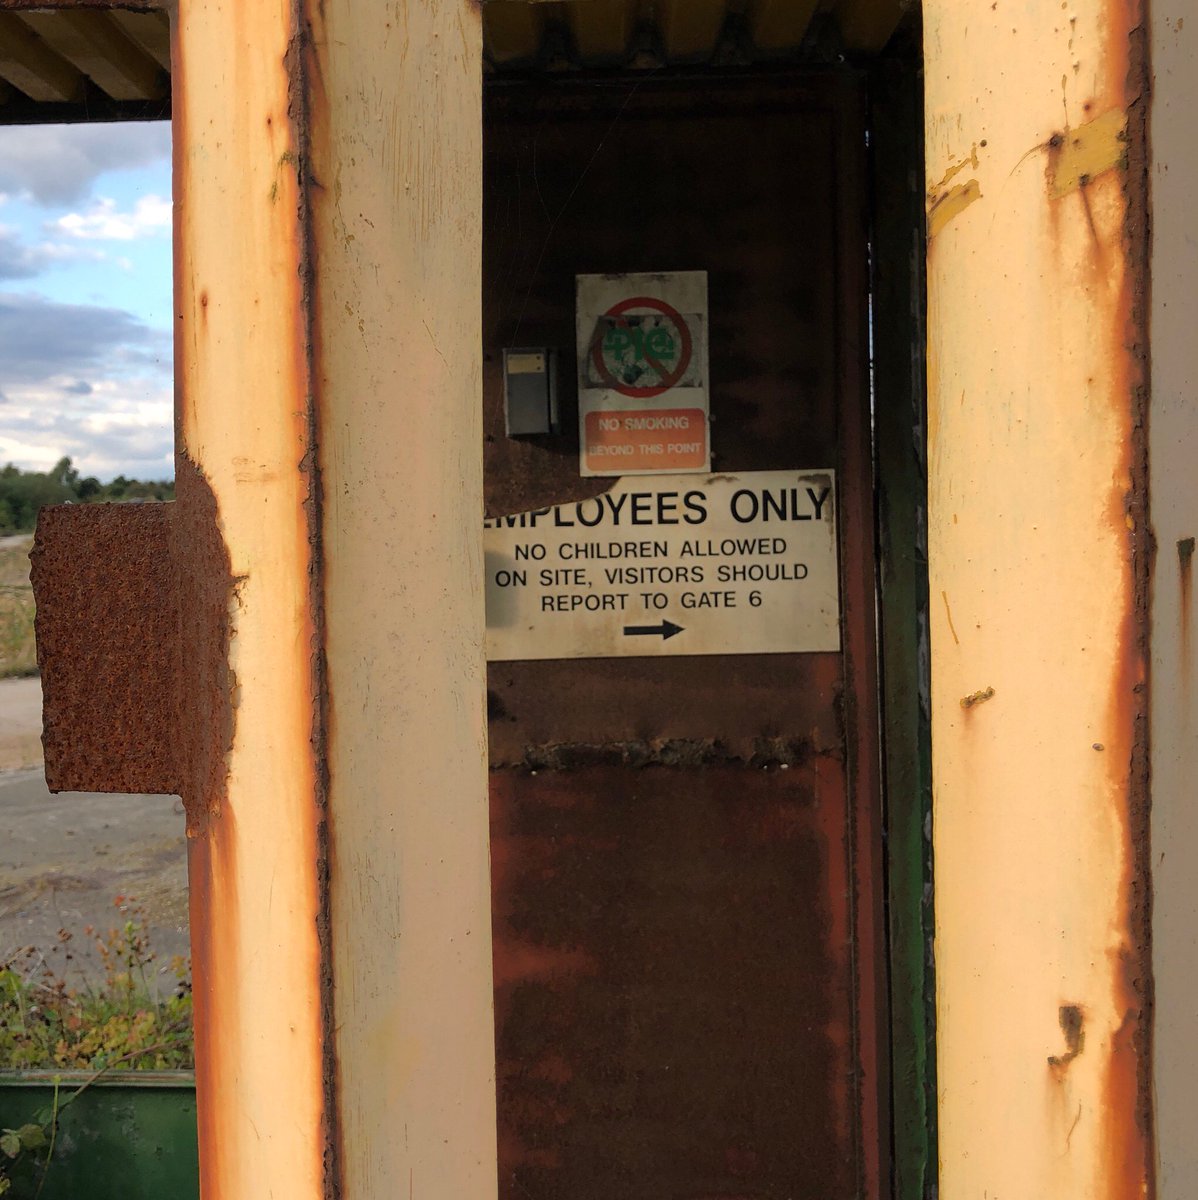 NO SMOKING
BEYOND THIS POINT
EMPLOYEES ONLY
NO CHILDREN ALLOWED
ON SITE, VISITORS SHOULD
REPORT TO GATE 6